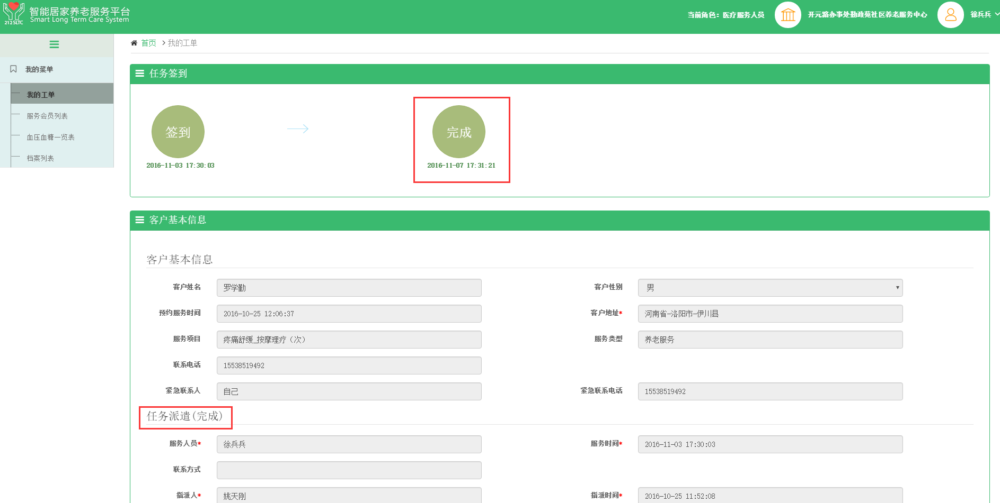 智能居家养老服务平台
Smart Long Term Care System
212SLTC
当前角色：医疗服务人员
开元路办事处勤政苑社区养老服务中心
徐兵兵
首页 > 我的工单
我的菜单
我的工单
服务会员列表
血压血糖一览表
档案列表
任务签到
签到
完成
2016-11-03 17:30:03
2016-11-07 17:31:21
客户基本信息
客户基本信息
客户姓名 罗学勤 客户性别 男
预约服务时间 2016-10-25 12:06:37 客户地址* 河南省-洛阳市-伊川县
服务项目 疼痛舒缓_按摩理疗（次） 服务类型 养老服务
联系电话 15538519492
紧急联系人 自己 紧急联系电话 15538519492
任务派遣(完成)
服务人员* 徐兵兵 服务时间* 2016-11-03 17:30:03
联系方式
指派人* 姚天刚 指派时间* 2016-10-25 11:52:08